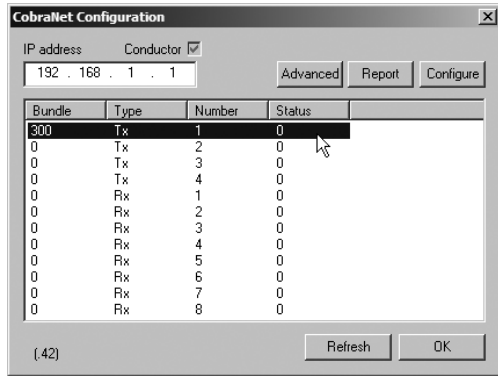 CobraNet Configuration
IP address Conductor
192 . 168 . 1 . 1 Advanced Report Configure
Bundle Type Number Status
300 Tx 1 0
0 Tx 2 0
0 Tx 3 0
0 Tx 4 0
0 Rx 1 0
0 Rx 2 0
0 Rx 3 0
0 Rx 4 0
0 Rx 5 0
0 Rx 6 0
0 Rx 7 0
0 Rx 8 0
(.42) Refresh OK